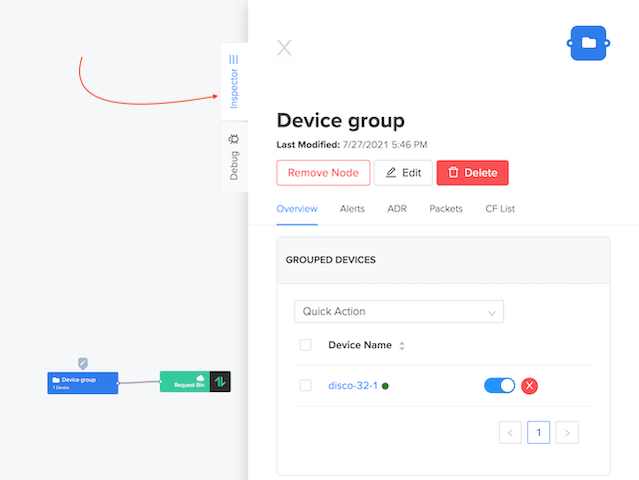 Inspector
Debug
Device group
Last Modified: 7/27/2021 5:46 PM
Remove Node
Edit
Delete
Overview
Alerts
ADR
Packets
CF List
GROUPED DEVICES
Quick Action
Device Name
disco-32-1
< 1 >
Device group
1 Device
Request Bin